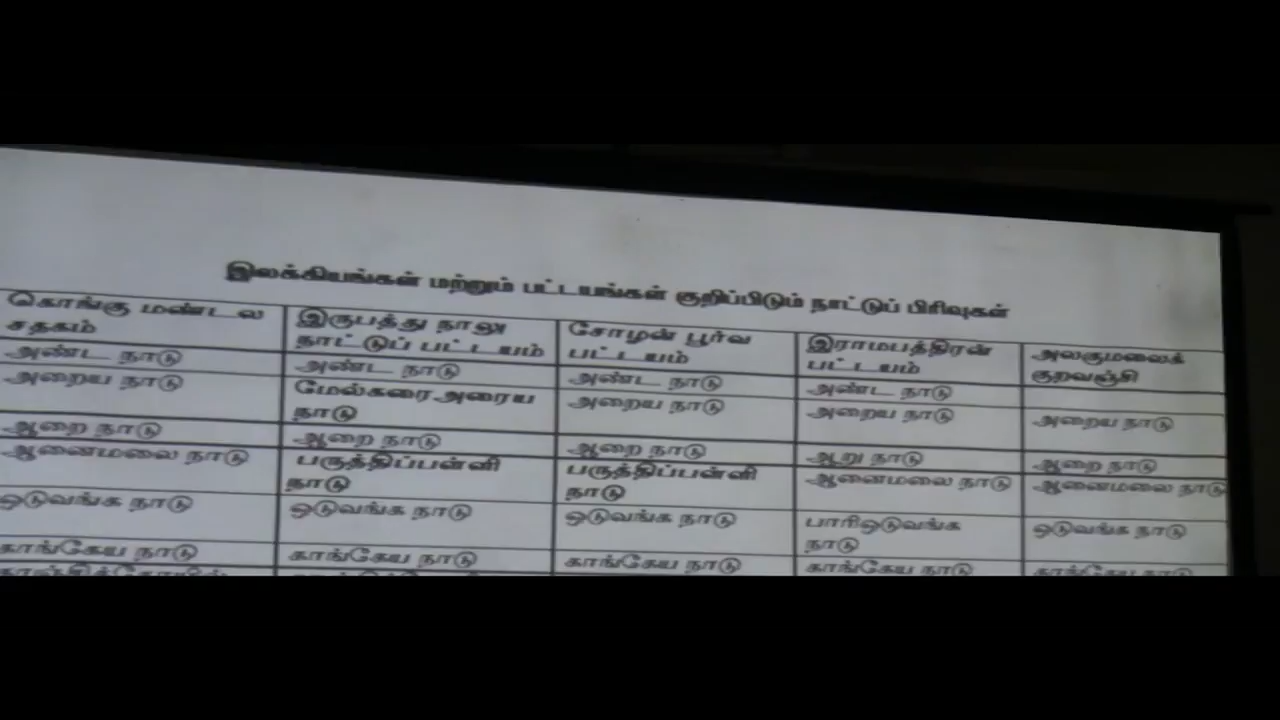 இலக்கியங்கள் மற்றும் பட்டயங்கள் குறிப்பிடும் நாட்டுப் பிரிவுகள்
கொங்கு மண்டல சதகம்
இருபத்து நாலு நாட்டுப் பட்டயம்
சோழன் பூர்வ பட்டயம்
இராமபத்திரன் பட்டயம்
அலகுமலைக் குறவஞ்சி
அண்ட நாடு
அண்ட நாடு
அண்ட நாடு
அண்ட நாடு
அறைய நாடு
மேல்கரைஅரைய நாடு
அறைய நாடு
அறைய நாடு
அறைய நாடு
ஆறை நாடு
ஆறை நாடு
ஆறை நாடு
ஆறு நாடு
ஆறை நாடு
ஆனைமலை நாடு
பருத்திப்பள்ளி நாடு
பருத்திப்பள்ளி நாடு
ஆனைமலை நாடு
ஆனைமலை நாடு
ஒடுவங்க நாடு
ஒடுவங்க நாடு
ஒடுவங்க நாடு
பாரிஒடுவங்க நாடு
ஒடுவங்க நாடு
காங்கேய நாடு
காங்கேய நாடு
காங்கேய நாடு
காங்கேய நாடு
காங்கேய நாடு